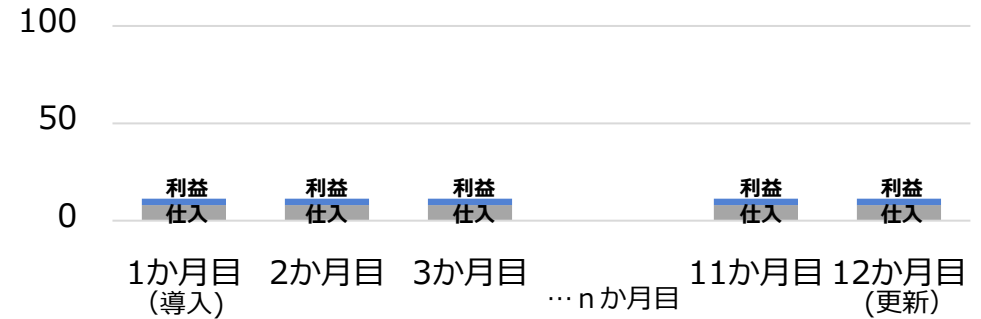 100
50
0
利益 利益 利益 利益 利益
仕入 仕入 仕入 仕入 仕入
1か月目 2か月目 3か月目 11か月目 12か月目
（導入） …nか月目 (更新）